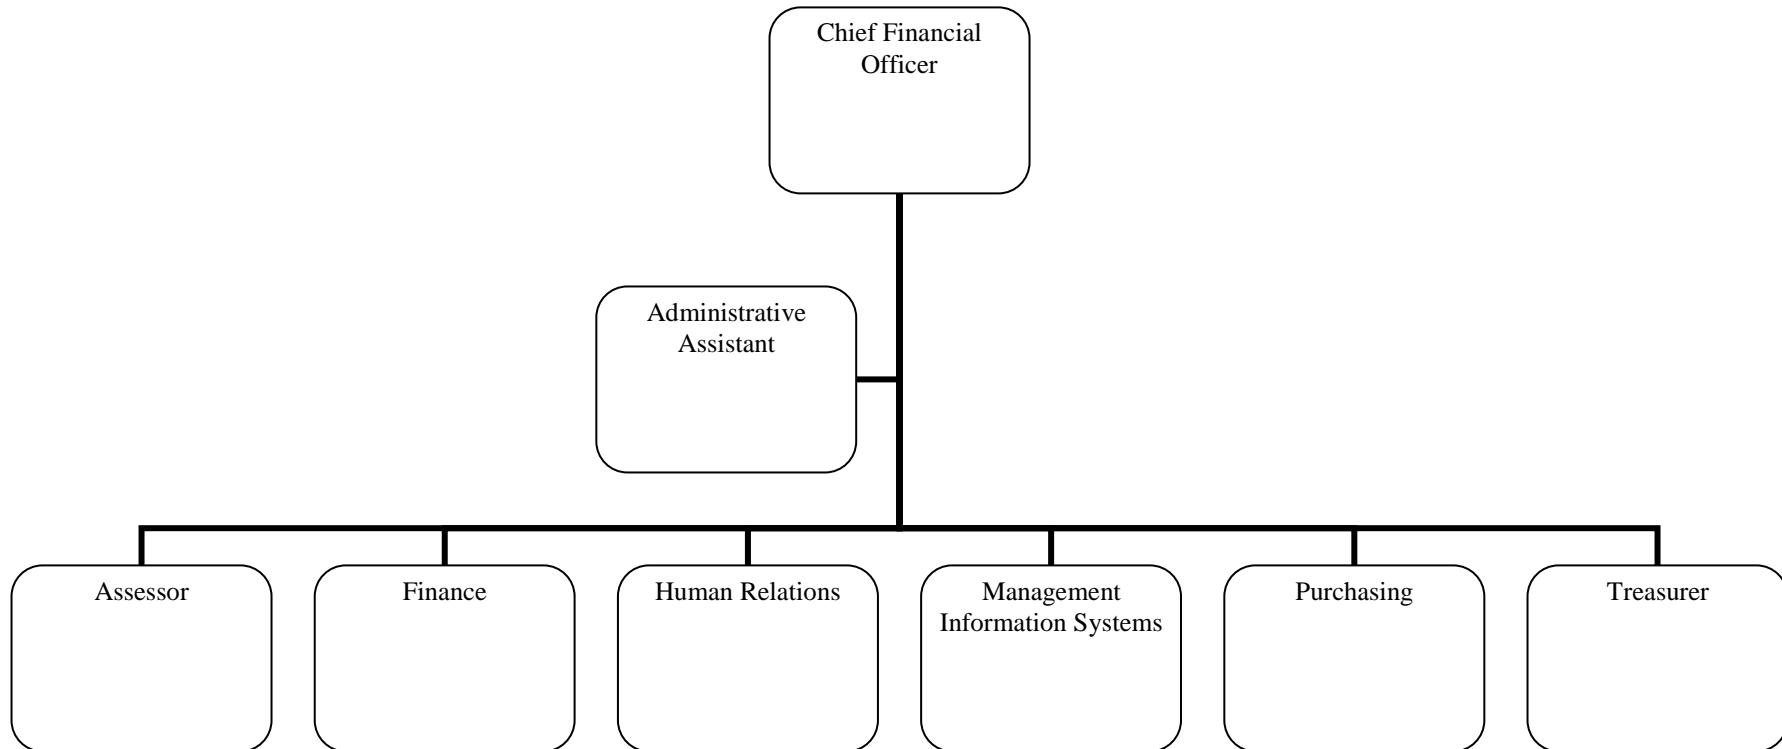 Chief Financial
Officer
Administrative
Assistant
Assessor
Finance
Human Relations
Management
Information Systems
Purchasing
Treasurer